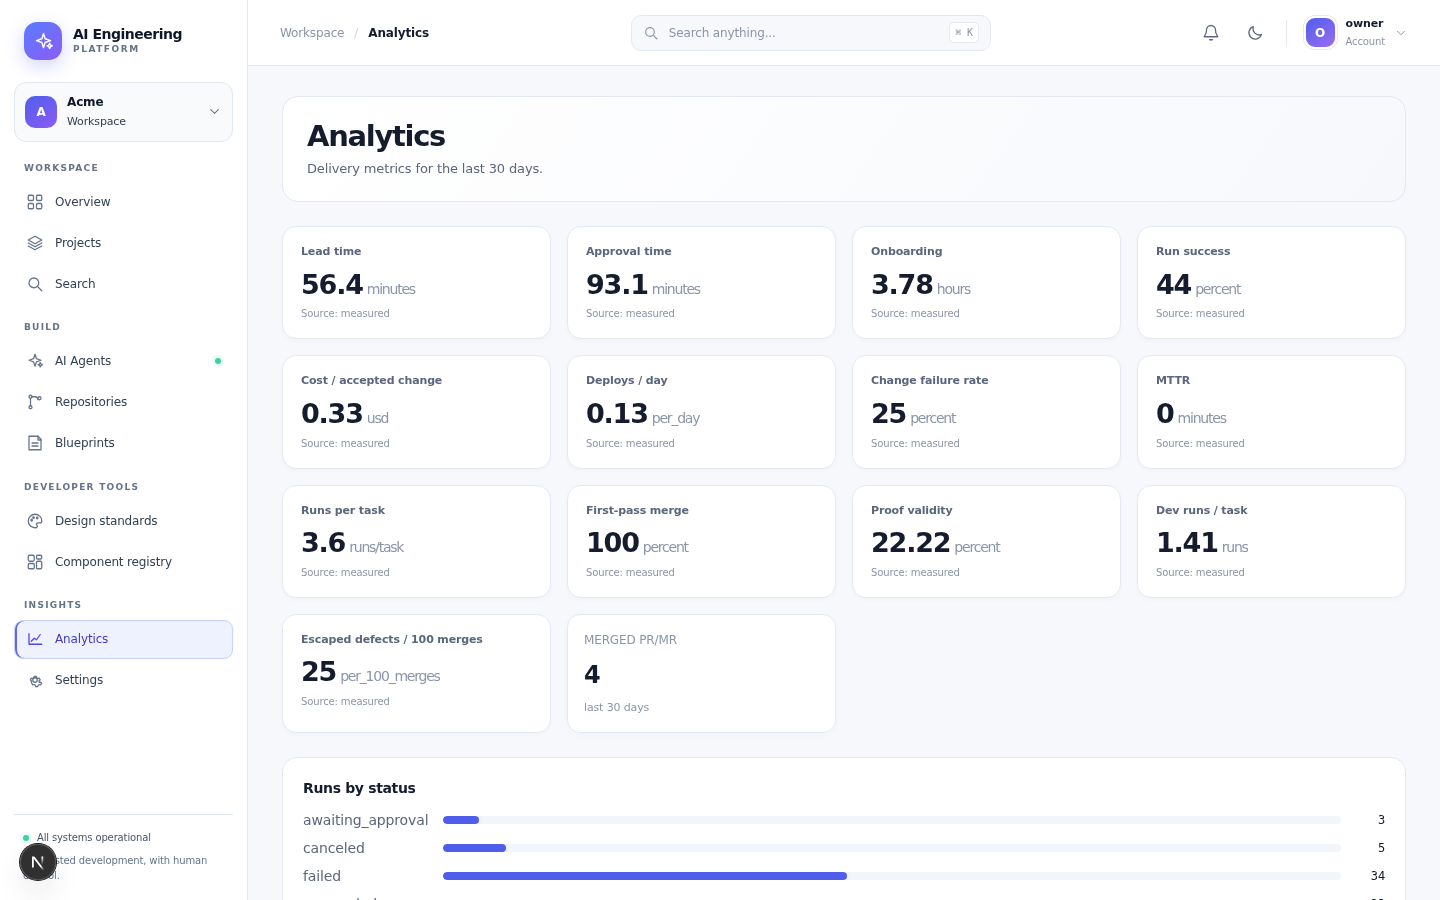 AI Engineering
PLATFORM
A
Acme
Workspace
WORKSPACE
Overview
Projects
Search
BUILD
AI Agents
Repositories
Blueprints
DEVELOPER TOOLS
Design standards
Component registry
INSIGHTS
Analytics
Settings
All systems operational
sted development, with human
Workspace / Analytics
Search anything...
⌘ K
O
owner
Account
Analytics
Delivery metrics for the last 30 days.
Lead time
56.4 minutes
Source: measured
Approval time
93.1 minutes
Source: measured
Onboarding
3.78 hours
Source: measured
Run success
44 percent
Source: measured
Cost / accepted change
0.33 usd
Source: measured
Deploys / day
0.13 per_day
Source: measured
Change failure rate
25 percent
Source: measured
MTTR
0 minutes
Source: measured
Runs per task
3.6 runs/task
Source: measured
First-pass merge
100 percent
Source: measured
Proof validity
22.22 percent
Source: measured
Dev runs / task
1.41 runs
Source: measured
Escaped defects / 100 merges
25 per_100_merges
Source: measured
MERGED PR/MR
4
last 30 days
Runs by status
awaiting_approval 3
canceled 5
failed 34